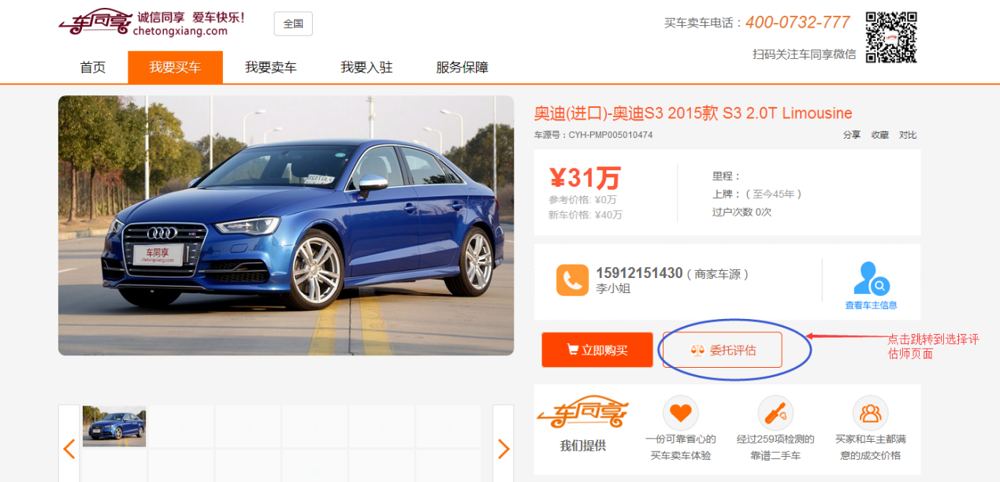 车同享 诚信同享 爱车快乐!
chetongxiang.com
全国
买车卖车电话：400-0732-777
扫码关注车同享微信
首页 我要买车 我要卖车 我要入驻 服务保障
奥迪(进口)-奥迪S3 2015款 S3 2.0T Limousine
车源号：CYH-PMP005010474
分享 收藏 对比
¥31万
参考价格: ¥0万
新车价格: ¥40万
里程：
上牌：（ 至今45年 ）
过户次数 0次
车同享
chetongxiang.com
15912151430 ( 商家车源 )
李小姐
查看车主信息
立即购买
委托评估
点击跳转到选择评
估师页面
车同享
我们提供
一份可靠省心的
买车卖车体验
经过259项检测的
靠谱二手车
买家和车主都满
意的成交价格